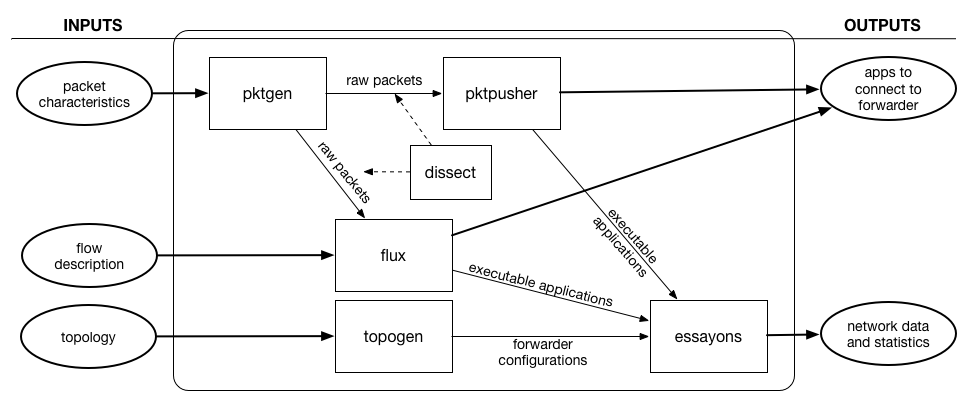 INPUTS
OUTPUTS
packet
characteristics
pktgen
raw packets
pktpusher
apps to
connect to
forwarder
raw packets
dissect
flow
description
flux
executable
applications
executable applications
topology
topogen
forwarder
configurations
essayons
network data
and statistics